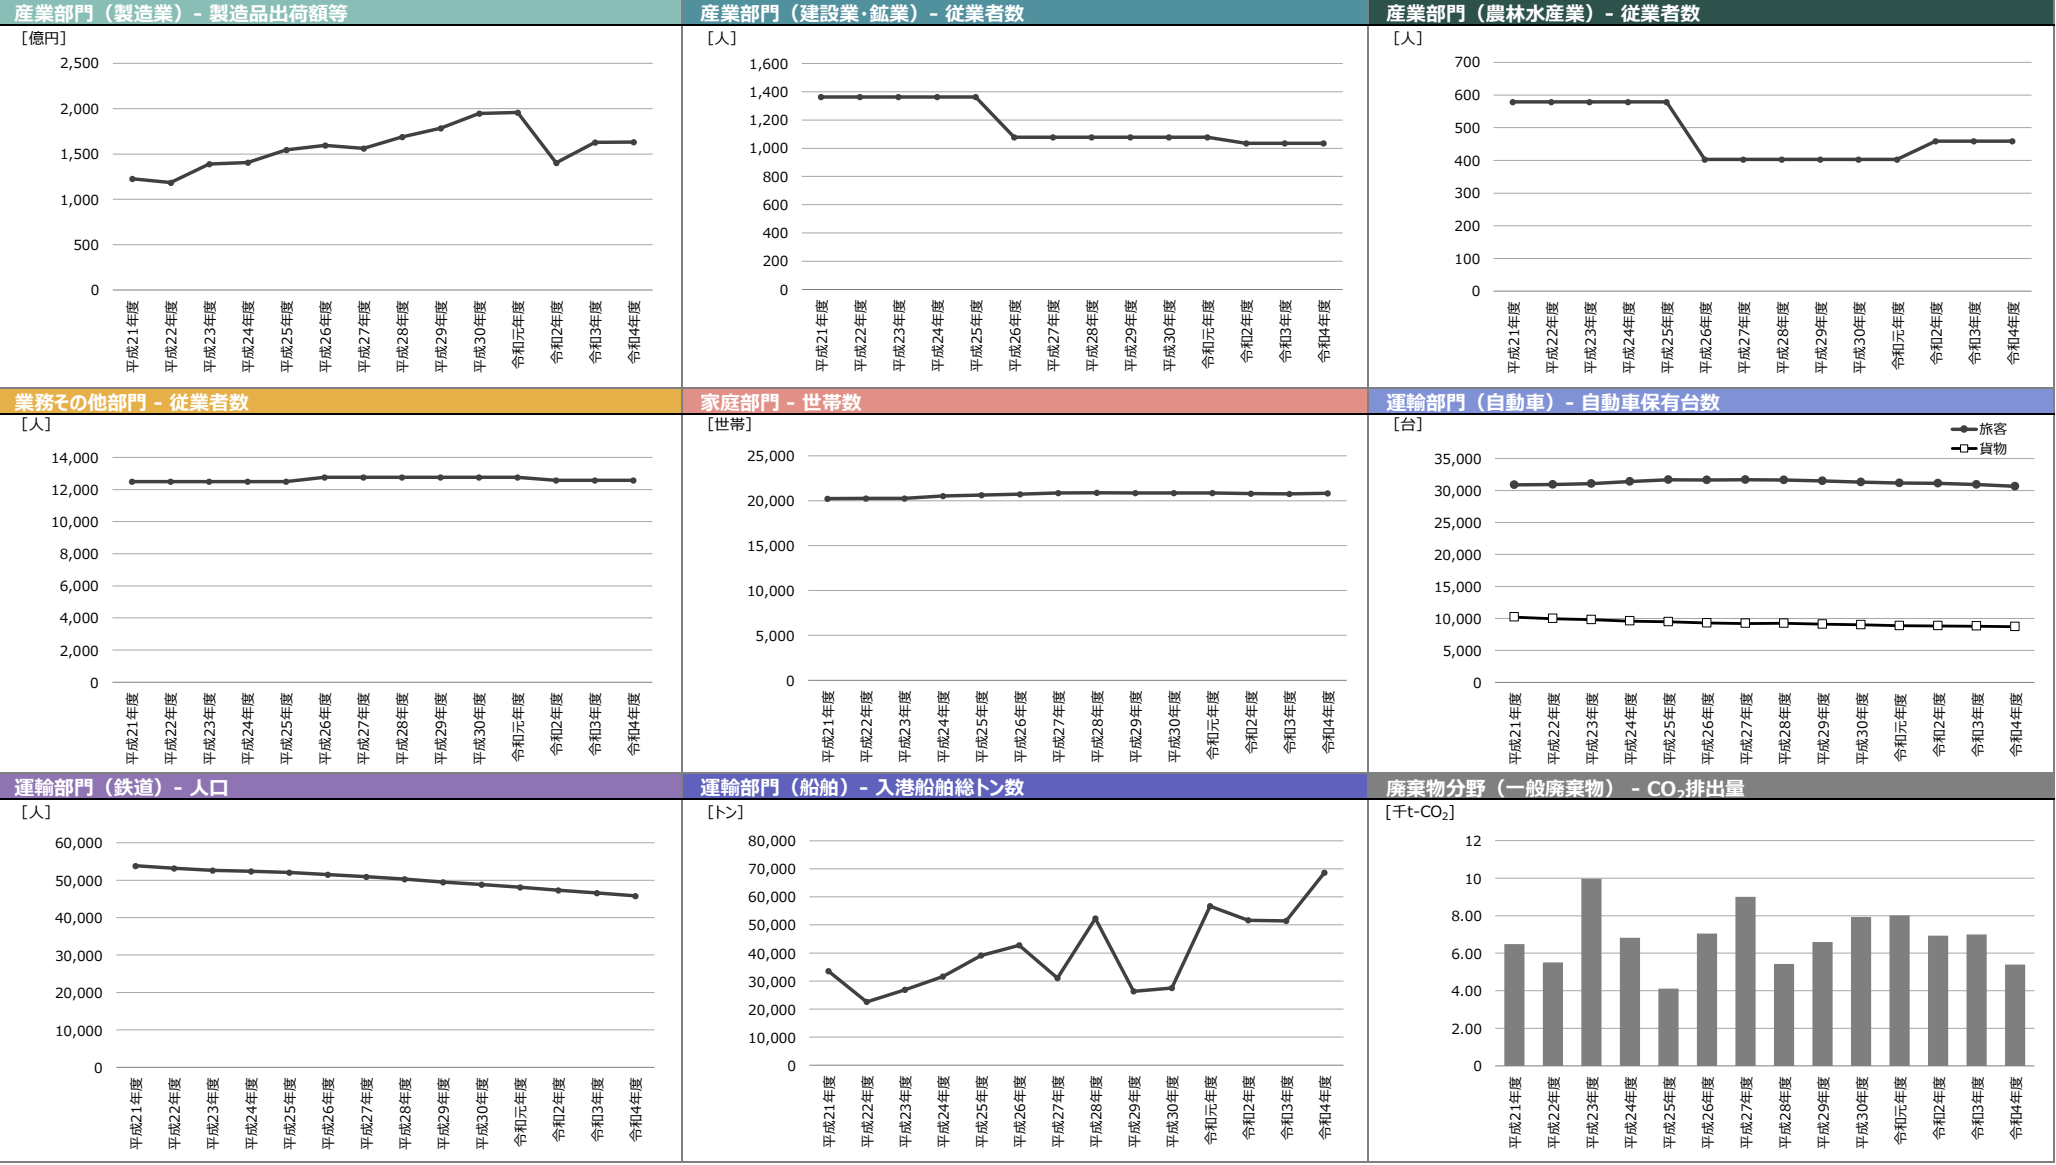 産業部門（製造業）- 製造品出荷額等
［億円］
2,500
2,000
1,500
1,000
500
0
平成21年度
平成22年度
平成23年度
平成24年度
平成25年度
平成26年度
平成27年度
平成28年度
平成29年度
平成30年度
令和元年度
令和2年度
令和3年度
令和4年度
産業部門（建設業･鉱業）- 従業者数
［人］
1,600
1,400
1,200
1,000
800
600
400
200
0
平成21年度
平成22年度
平成23年度
平成24年度
平成25年度
平成26年度
平成27年度
平成28年度
平成29年度
平成30年度
令和元年度
令和2年度
令和3年度
令和4年度
産業部門（農林水産業）- 従業者数
［人］
700
600
500
400
300
200
100
0
平成21年度
平成22年度
平成23年度
平成24年度
平成25年度
平成26年度
平成27年度
平成28年度
平成29年度
平成30年度
令和元年度
令和2年度
令和3年度
令和4年度
業務その他部門 - 従業者数
［人］
14,000
12,000
10,000
8,000
6,000
4,000
2,000
0
平成21年度
平成22年度
平成23年度
平成24年度
平成25年度
平成26年度
平成27年度
平成28年度
平成29年度
平成30年度
令和元年度
令和2年度
令和3年度
令和4年度
家庭部門 - 世帯数
［世帯］
25,000
20,000
15,000
10,000
5,000
0
平成21年度
平成22年度
平成23年度
平成24年度
平成25年度
平成26年度
平成27年度
平成28年度
平成29年度
平成30年度
令和元年度
令和2年度
令和3年度
令和4年度
運輸部門（自動車）- 自動車保有台数
［台］
旅客
貨物
35,000
30,000
25,000
20,000
15,000
10,000
5,000
0
平成21年度
平成22年度
平成23年度
平成24年度
平成25年度
平成26年度
平成27年度
平成28年度
平成29年度
平成30年度
令和元年度
令和2年度
令和3年度
令和4年度
運輸部門（鉄道）- 人口
［人］
60,000
50,000
40,000
30,000
20,000
10,000
0
平成21年度
平成22年度
平成23年度
平成24年度
平成25年度
平成26年度
平成27年度
平成28年度
平成29年度
平成30年度
令和元年度
令和2年度
令和3年度
令和4年度
運輸部門（船舶）- 入港船舶総トン数
［トン］
80,000
70,000
60,000
50,000
40,000
30,000
20,000
10,000
0
平成21年度
平成22年度
平成23年度
平成24年度
平成25年度
平成26年度
平成27年度
平成28年度
平成29年度
平成30年度
令和元年度
令和2年度
令和3年度
令和4年度
廃棄物分野（一般廃棄物） - CO₂排出量
［千t-CO₂］
12
10
8.00
6.00
4.00
2.00
0
平成21年度
平成22年度
平成23年度
平成24年度
平成25年度
平成26年度
平成27年度
平成28年度
平成29年度
平成30年度
令和元年度
令和2年度
令和3年度
令和4年度